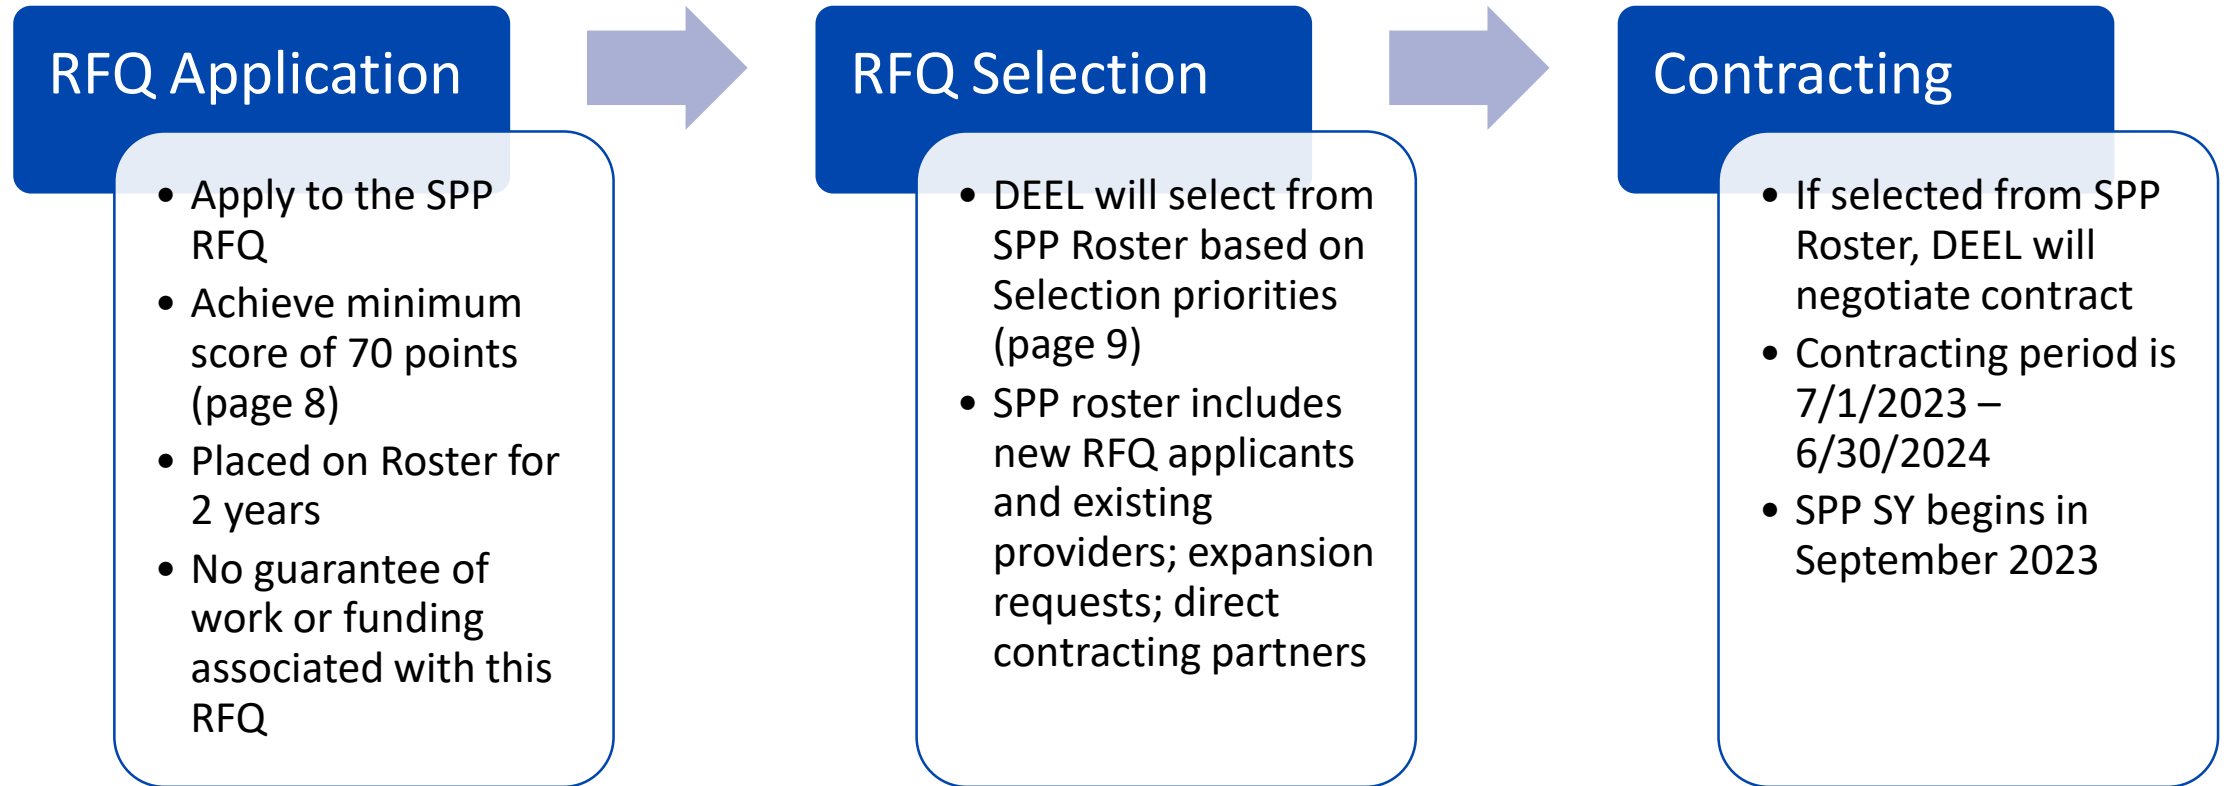 RFQ Application
• Apply to the SPP
RFQ
• Achieve minimum
score of 70 points
(page 8)
• Placed on Roster for
2 years
• No guarantee of
work or funding
associated with this
RFQ
RFQ Selection
• DEEL will select from
SPP Roster based on
Selection priorities
(page 9)
• SPP roster includes
new RFQ applicants
and existing
providers; expansion
requests; direct
contracting partners
Contracting
• If selected from SPP
Roster, DEEL will
negotiate contract
• Contracting period is
7/1/2023 –
6/30/2024
• SPP SY begins in
September 2023